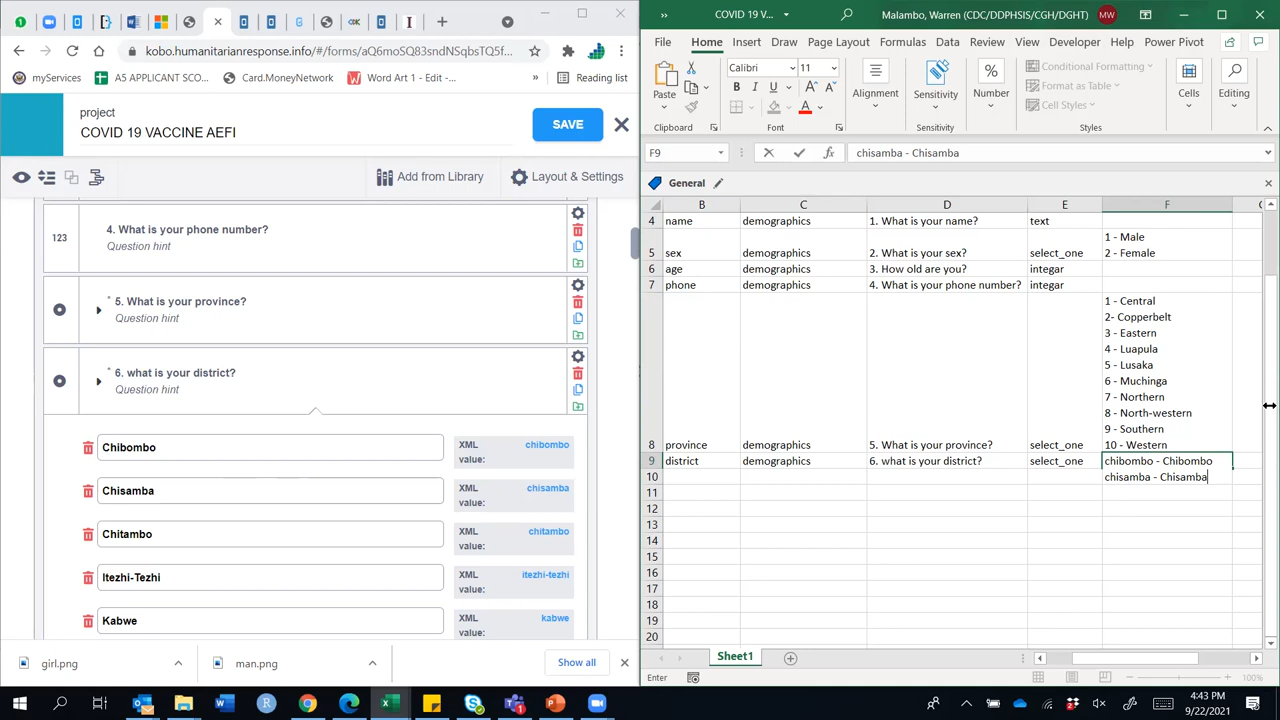 kobo.humanitarianresponse.info/#/forms/aQ6moSQ83sndNSqbsTQ5f...
myServices
A5 APPLICANT SCO...
Card.MoneyNetwork
Word Art 1 - Edit -...
»
Reading list
project
COVID 19 VACCINE AEFI
SAVE
Add from Library
Layout & Settings
123
4. What is your phone number?
Question hint
* 5. What is your province?
Question hint
* 6. what is your district?
Question hint
Chibombo
XML value:
chibombo
Chisamba
XML value:
chisamba
Chitambo
XML value:
chitambo
Itezhi-Tezhi
XML value:
itezhi-tezhi
Kabwe
XML value:
kabwe
girl.png
man.png
Show all
»
COVID 19 V...
Malambo, Warren (CDC/DDPHSIS/CGH/DGHT)
MW
File Home Insert Draw Page Layout Formulas Data Review View Developer Help Power Pivot
Paste
Calibri
11
B I U
A A
A
Alignment
Sensitivity
%
Number
Conditional Formatting
Format as Table
Cell Styles
Cells
Editing
Clipboard
Font
Sensitivity
Styles
F9
fx
chisamba - Chisamba
General
B C D E F
4 name demographics 1. What is your name? text
1 - Male
5 sex demographics 2. What is your sex? select_one 2 - Female
6 age demographics 3. How old are you? integar
7 phone demographics 4. What is your phone number? integar
1 - Central
2- Copperbelt
3 - Eastern
4 - Luapula
5 - Lusaka
6 - Muchinga
7 - Northern
8 - North-western
9 - Southern
8 province demographics 5. What is your province? select_one 10 - Western
9 district demographics 6. what is your district? select_one chibombo - Chibombo
10 chisamba - Chisamba
11
12
13
14
15
16
17
18
19
20
Sheet1
Enter
100%
4:43 PM
9/22/2021